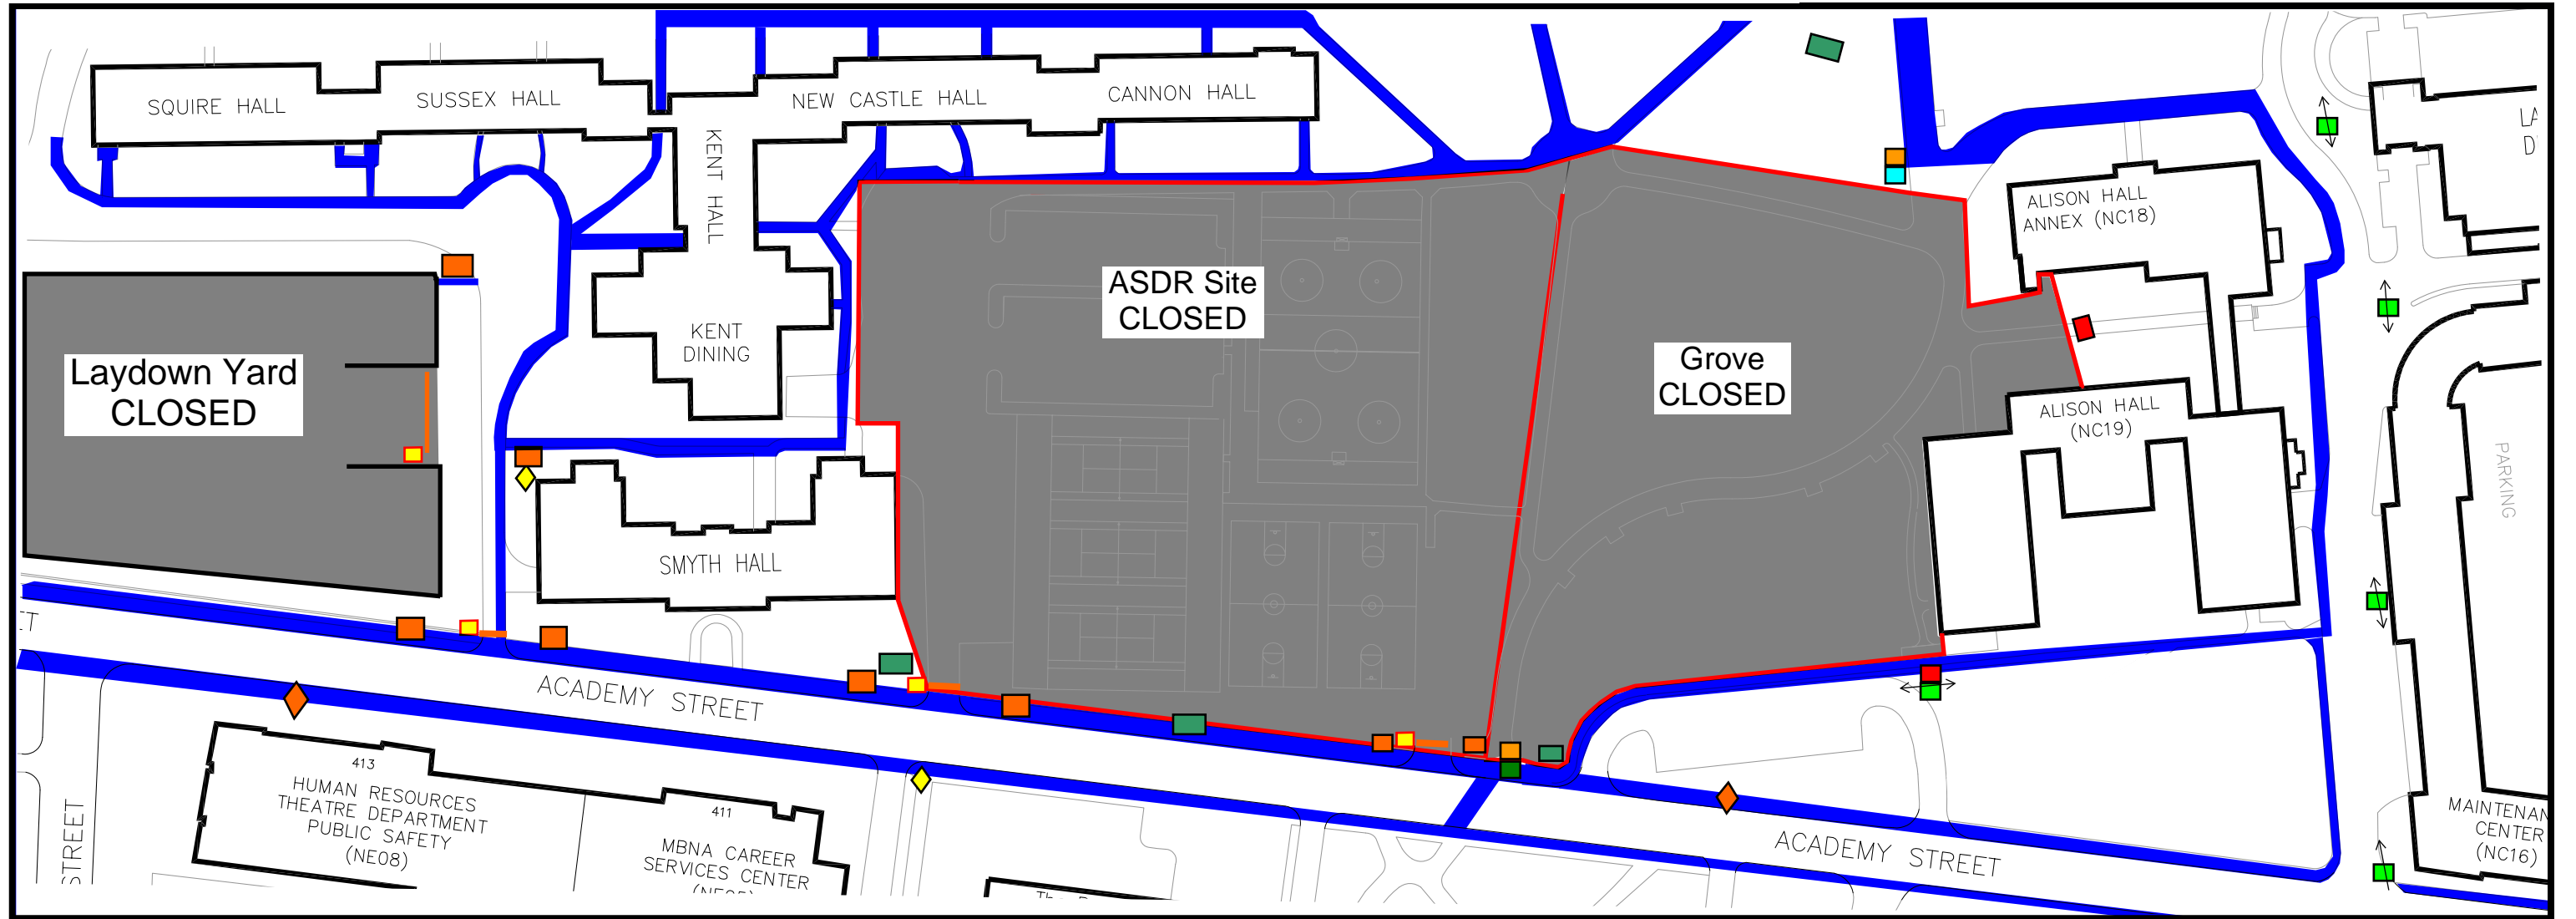 SQUIRE HALL
SUSSEX HALL
NEW CASTLE HALL
CANNON HALL
KENT HALL
KENT
DINING
ALISON HALL
ANNEX (NC18)
ASDR Site
CLOSED
Laydown Yard
CLOSED
Grove
CLOSED
ALISON HALL
(NC19)
PARKING
SMYTH HALL
ACADEMY STREET
413
HUMAN RESOURCES
THEATRE DEPARTMENT
PUBLIC SAFETY
(NE08)
411
MBNA CAREER
SERVICES CENTER
STREET
ACADEMY STREET
MAINTENAN
CENTER
(NC16)
LA
D
ET